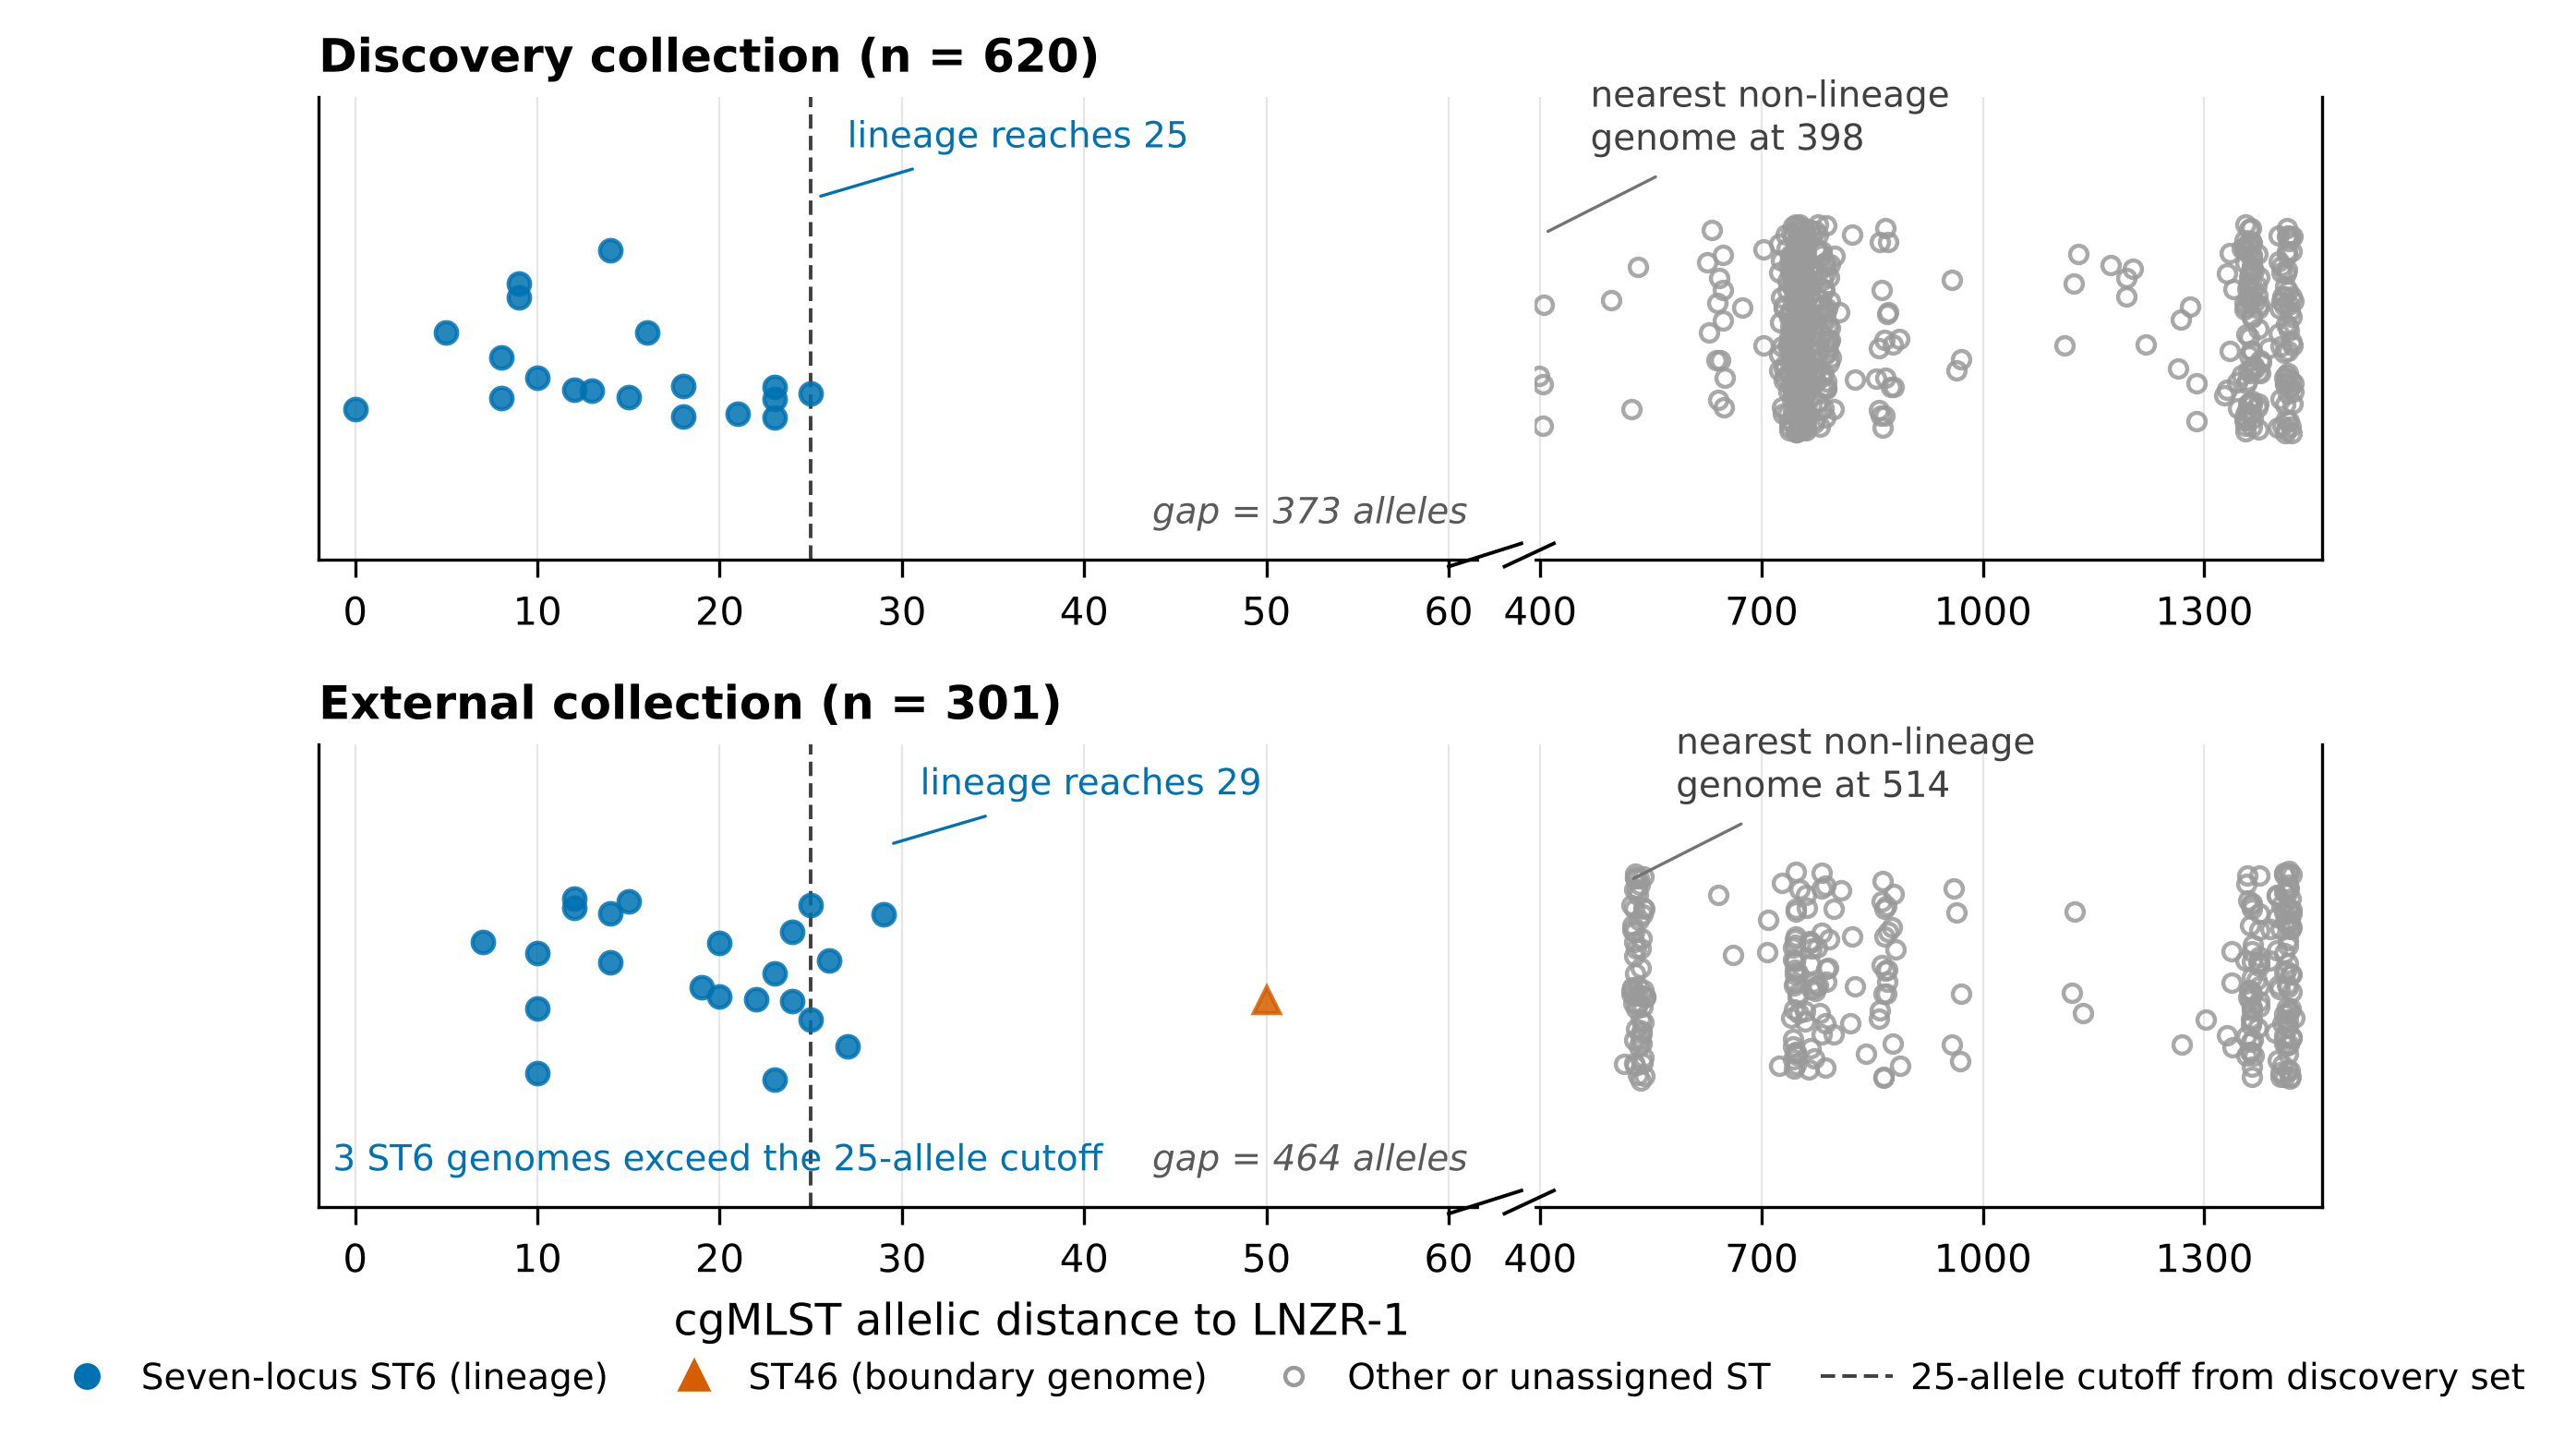 Discovery collection (n = 620)
nearest non-lineage
genome at 398
lineage reaches 25
gap = 373 alleles
0 10 20 30 40 50 60 400 700 1000 1300
External collection (n = 301)
nearest non-lineage
genome at 514
lineage reaches 29
3 ST6 genomes exceed the 25-allele cutoff gap = 464 alleles
0 10 20 30 40 50 60 400 700 1000 1300
cgMLST allelic distance to LNZR-1
Seven-locus ST6 (lineage) ST46 (boundary genome) Other or unassigned ST 25-allele cutoff from discovery set